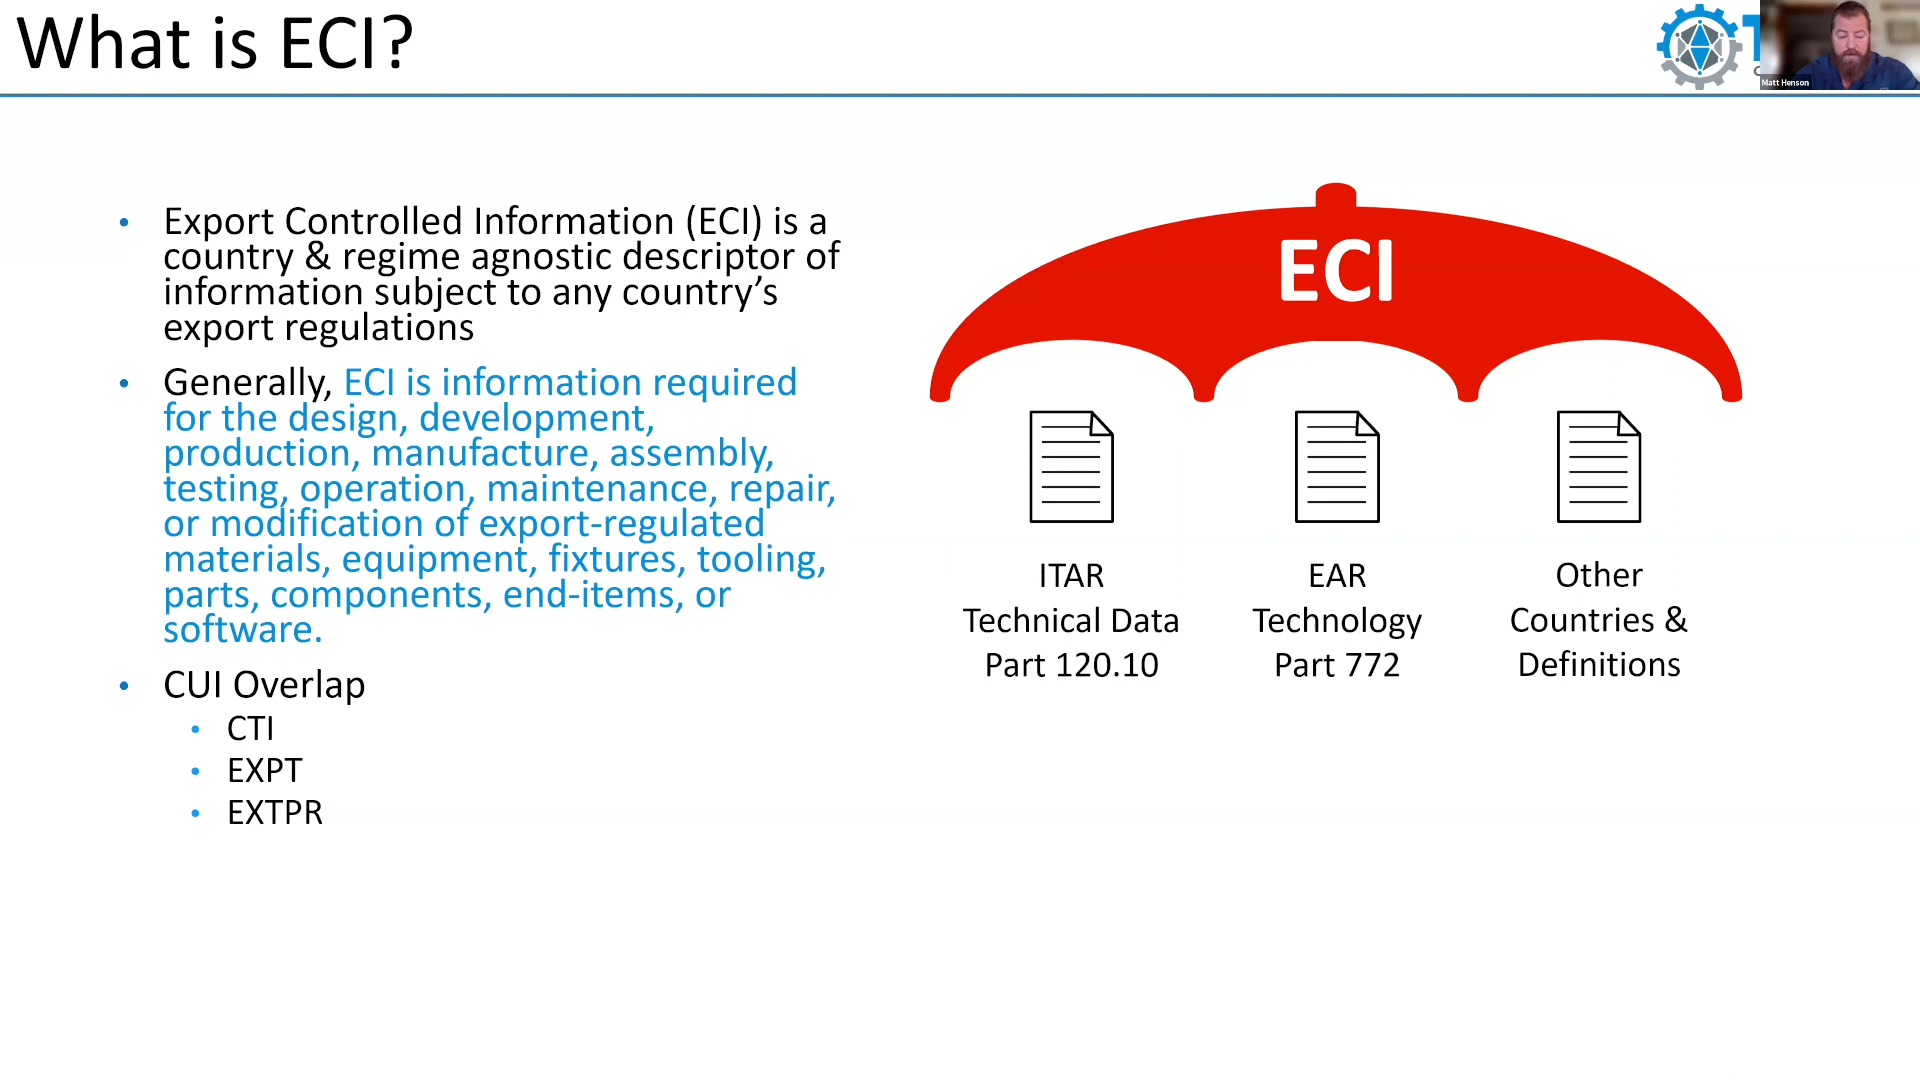 What is ECI?
Matt Henson
Export Controlled Information (ECI) is a
country & regime agnostic descriptor of
information subject to any country’s
export regulations
Generally, ECI is information required
for the design, development,
production, manufacture, assembly,
testing, operation, maintenance, repair,
or modification of export-regulated
materials, equipment, fixtures, tooling,
parts, components, end-items, or
software.
CUI Overlap
CTI
EXPT
EXTPR
ECI
ITAR
Technical Data
Part 120.10
EAR
Technology
Part 772
Other
Countries &
Definitions